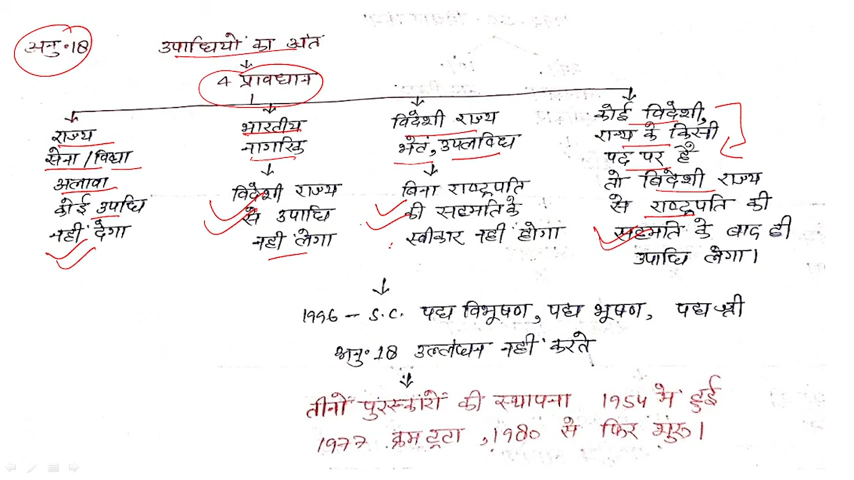 अनु॰ 18
उपाधियों का अंत
4 प्रावधान
राज्य
सेना / विद्या
अलावा
कोई उपाधि
नहीं देगा
भारतीय
नागरिक
विदेशी राज्य
से उपाधि
नहीं लेगा
विदेशी राज्य
भेंट, उपलब्धि
बिना राष्ट्रपति
की सहमति के
स्वीकार नहीं होगा
कोई विदेशी,
राज्य के किसी
पद पर है
तो विदेशी राज्य
से राष्ट्रपति की
सहमति के बाद ही
उपाधि लेगा।
1996 – S.C. पद्म विभूषण, पद्म भूषण, पद्म श्री
अनु॰ 18 उल्लंघन नहीं करते
तीनों पुरस्कारों की स्थापना 1954 में हुई
1977 क्रम टूटा, 1980 से फिर शुरू।